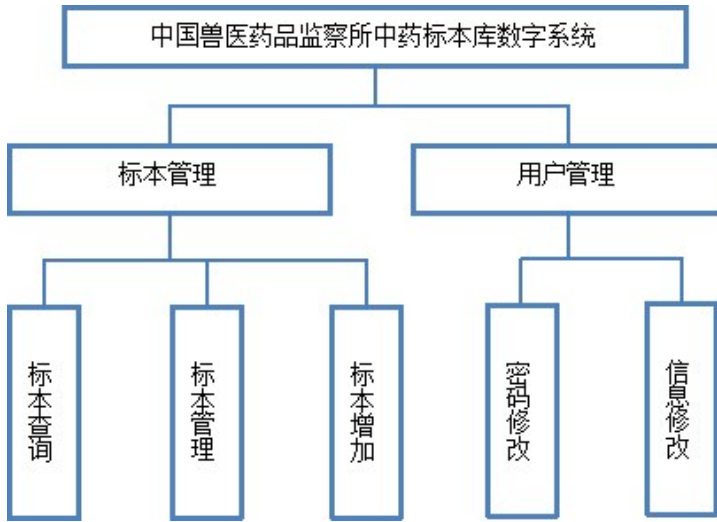 中国兽医药品监察所中药标本库数字系统
标本管理
用户管理
标本查询
标本管理
标本增加
密码修改
信息修改